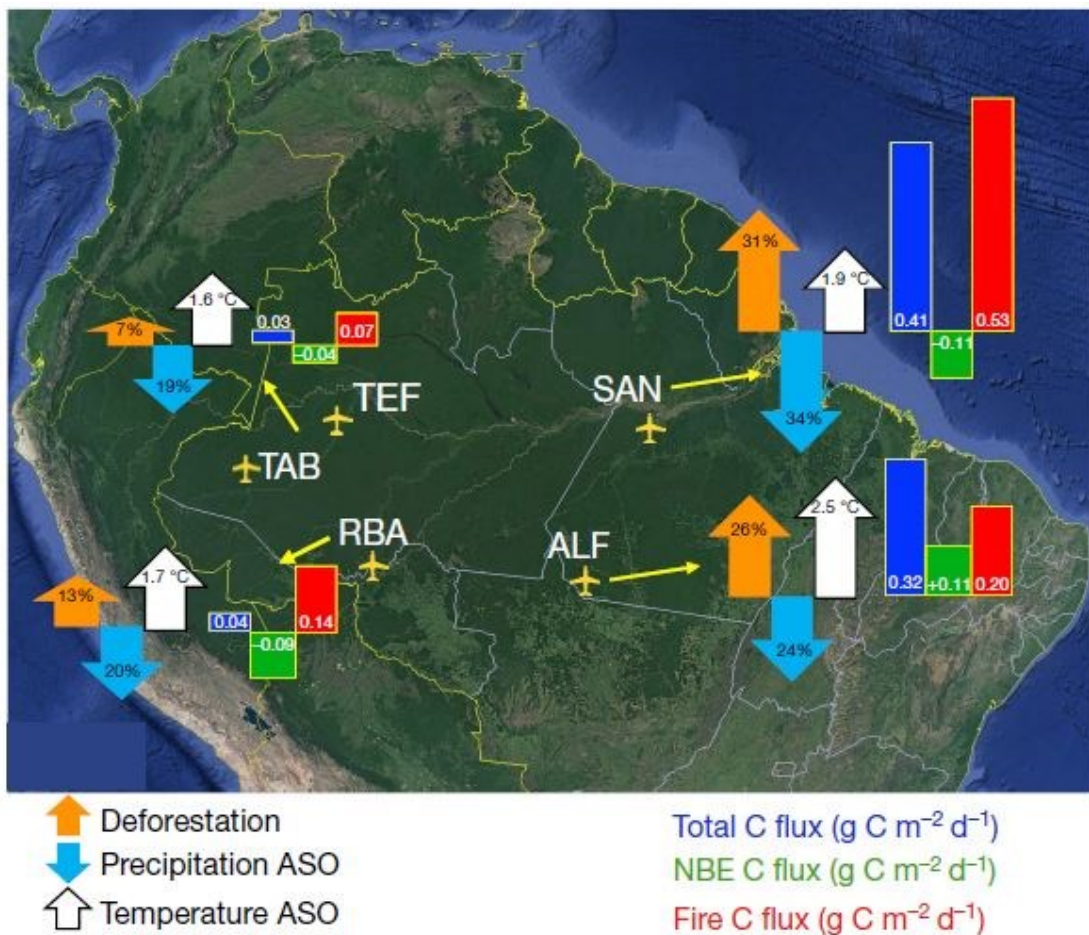 31%
1.9 °C
1.6 °C
7%
0.03
0.07
–0.04
0.41
0.53
–0.11
19%
TEF
SAN
34%
TAB
2.5 °C
26%
RBA
ALF
1.7 °C
13%
0.32
+0.11
0.20
0.04
0.14
–0.09
24%
20%
Deforestation
Precipitation ASO
Temperature ASO
Total C flux (g C m⁻² d⁻¹)
NBE C flux (g C m⁻² d⁻¹)
Fire C flux (g C m⁻² d⁻¹)